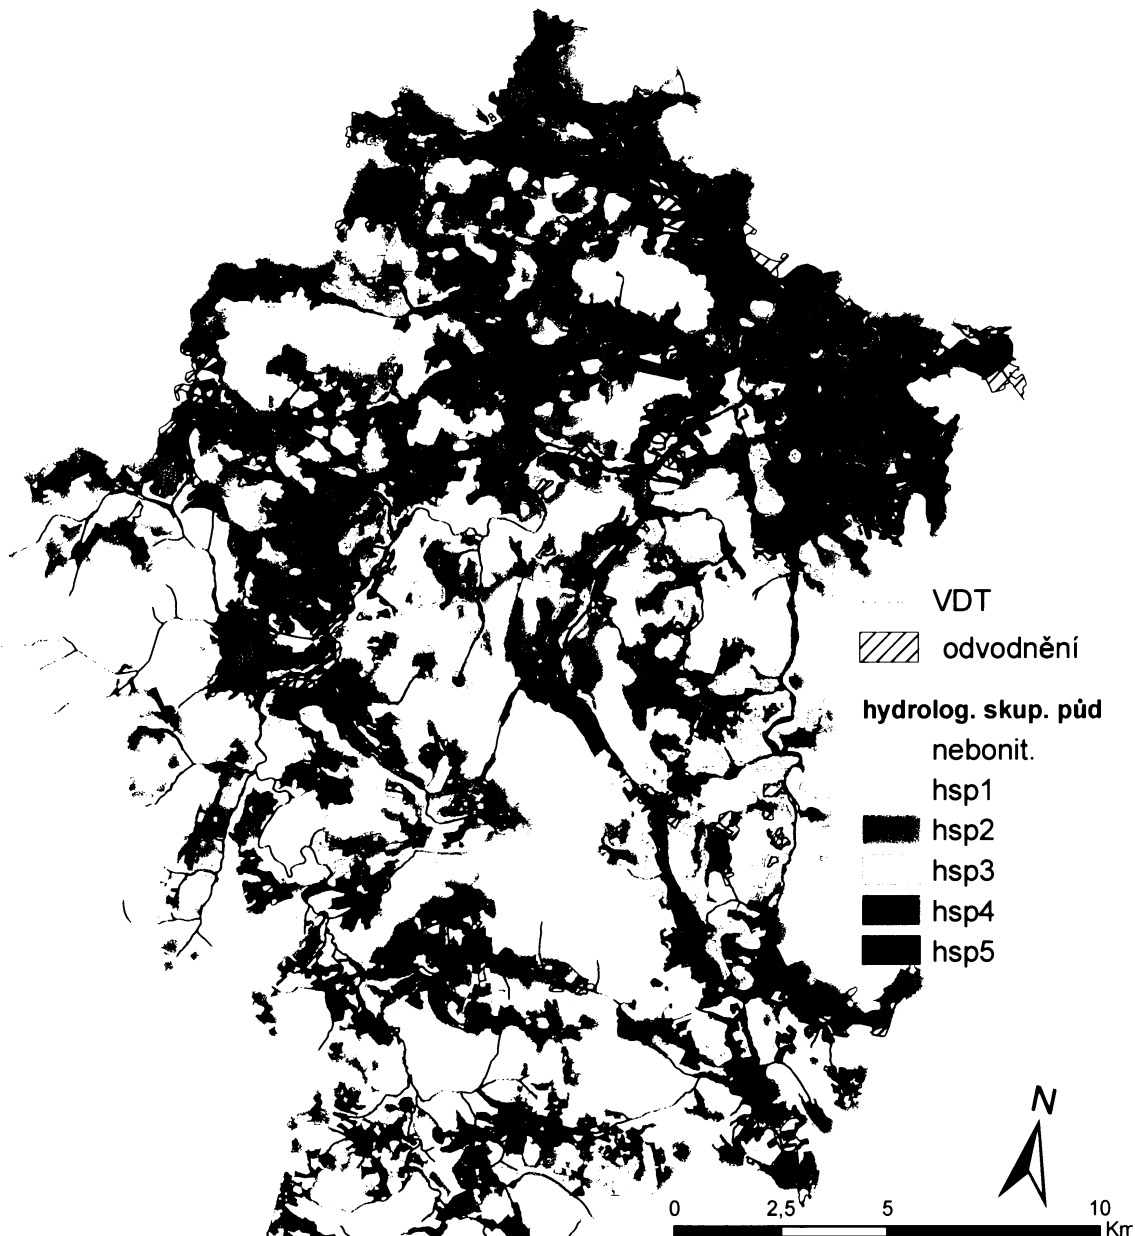 VDT
odvodnění
hydrolog. skup. půd
nebonit.
hsp1
hsp2
hsp3
hsp4
hsp5
N
0 2,5 5 10
Km